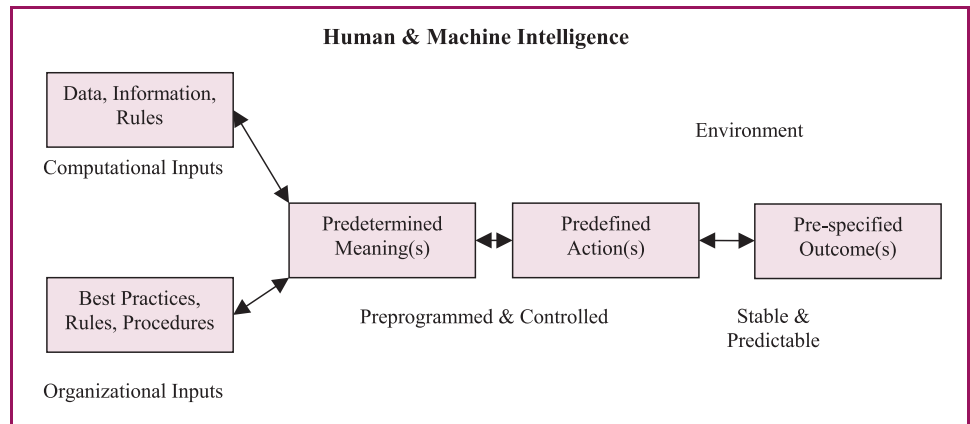 Human & Machine Intelligence
Data, Information,
Rules
Computational Inputs
Environment
Predetermined
Meaning(s)
Predefined
Action(s)
Pre-specified
Outcome(s)
Best Practices,
Rules, Procedures
Preprogrammed & Controlled
Stable &
Predictable
Organizational Inputs